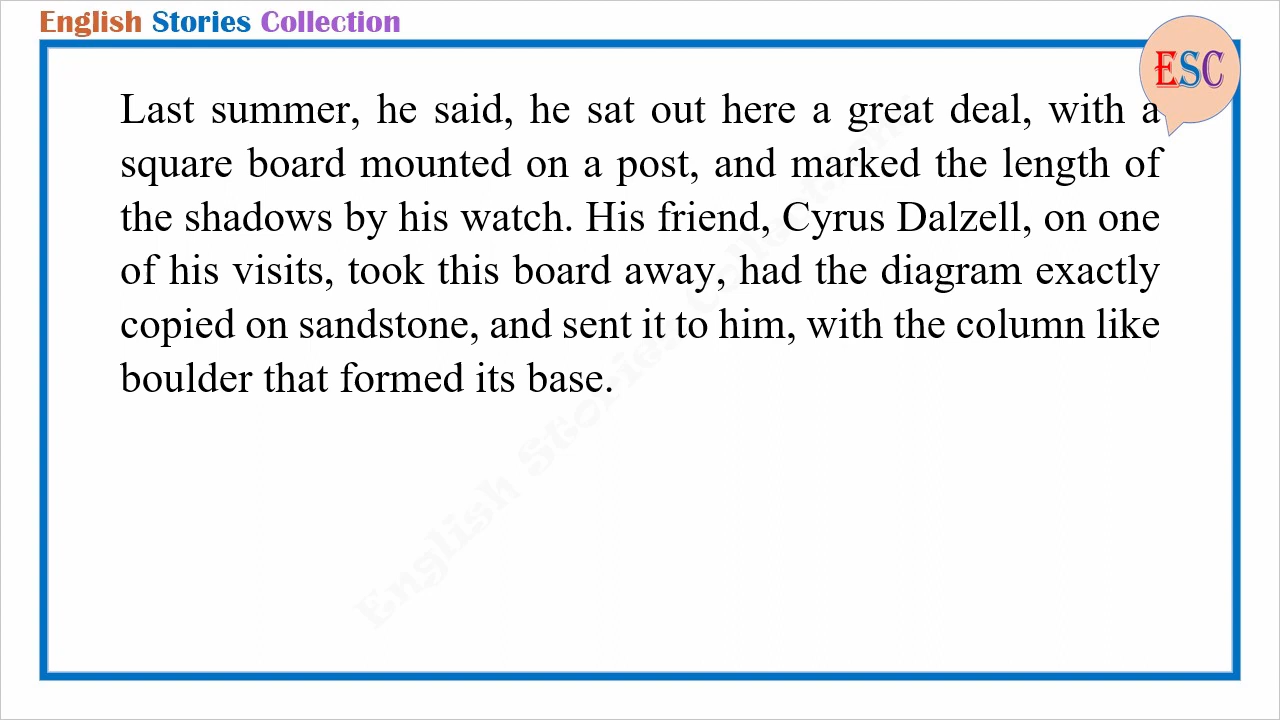 English Stories Collection
ESC
Last summer, he said, he sat out here a great deal, with a
square board mounted on a post, and marked the length of
the shadows by his watch. His friend, Cyrus Dalzell, on one
of his visits, took this board away, had the diagram exactly
copied on sandstone, and sent it to him, with the column like
boulder that formed its base.
English Stories Collection